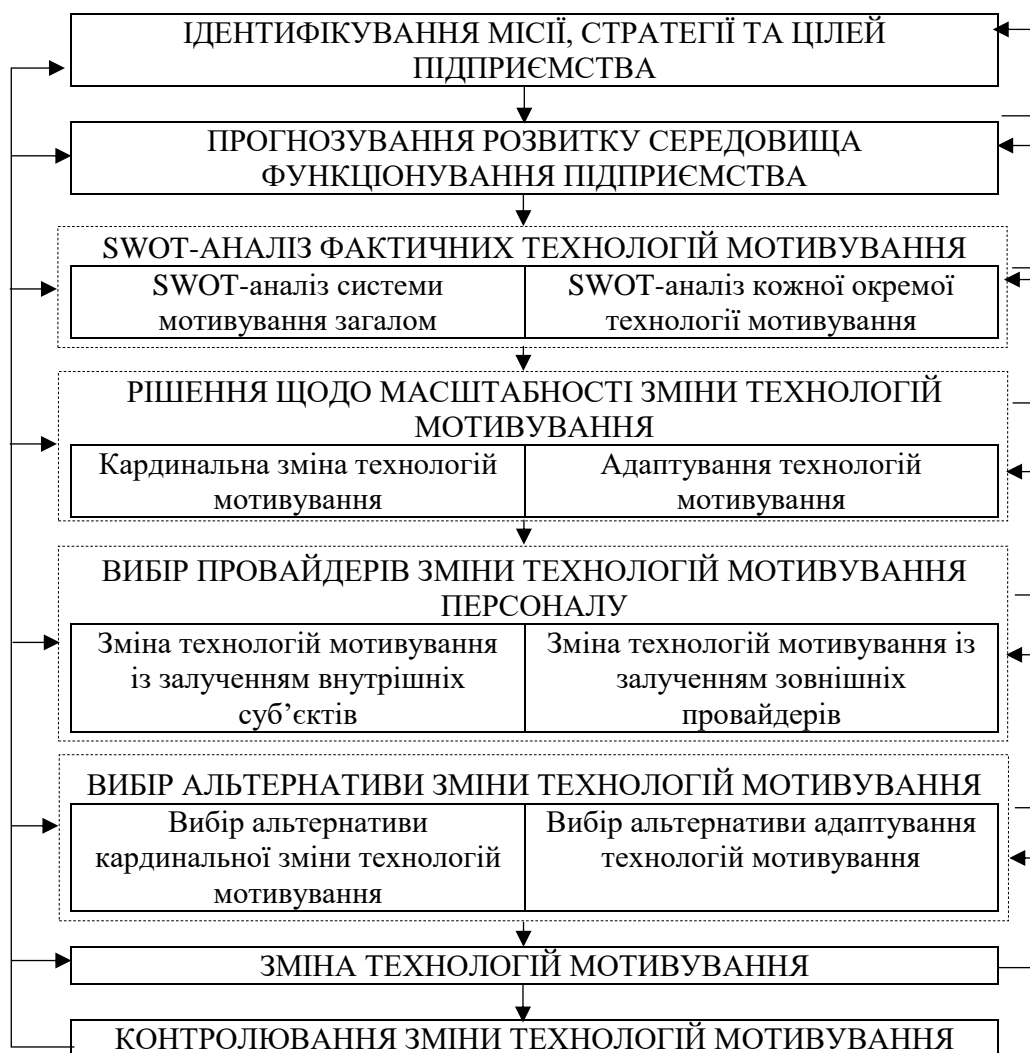 ІДЕНТИФІКУВАННЯ МІСІЇ, СТРАТЕГІЇ ТА ЦІЛЕЙ
ПІДПРИЄМСТВА
ПРОГНОЗУВАННЯ РОЗВИТКУ СЕРЕДОВИЩА
ФУНКЦІОНУВАННЯ ПІДПРИЄМСТВА
SWOT-АНАЛІЗ ФАКТИЧНИХ ТЕХНОЛОГІЙ МОТИВУВАННЯ
SWOT-аналіз системи
мотивування загалом
SWOT-аналіз кожної окремої
технології мотивування
РІШЕННЯ ЩОДО МАСШТАБНОСТІ ЗМІНИ ТЕХНОЛОГІЙ
МОТИВУВАННЯ
Кардинальна зміна технологій
мотивування
Адаптування технологій
мотивування
ВИБІР ПРОВАЙДЕРІВ ЗМІНИ ТЕХНОЛОГІЙ МОТИВУВАННЯ
ПЕРСОНАЛУ
Зміна технологій мотивування
із залученням внутрішніх
суб’єктів
Зміна технологій мотивування із
залученням зовнішніх
провайдерів
ВИБІР АЛЬТЕРНАТИВИ ЗМІНИ ТЕХНОЛОГІЙ МОТИВУВАННЯ
Вибір альтернативи
кардинальної зміни технологій
мотивування
Вибір альтернативи адаптування
технологій мотивування
ЗМІНА ТЕХНОЛОГІЙ МОТИВУВАННЯ
КОНТРОЛЮВАННЯ ЗМІНИ ТЕХНОЛОГІЙ МОТИВУВАННЯ